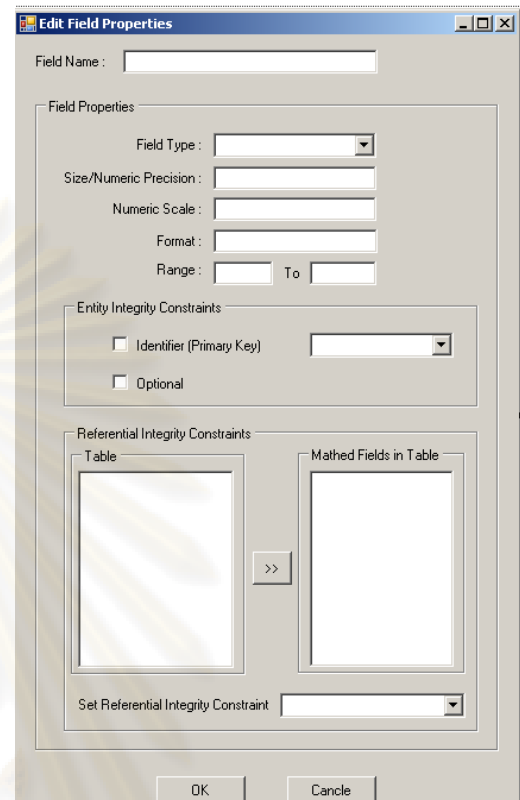 Edit Field Properties
Field Name :
Field Properties
Field Type :
Size/Numeric Precision :
Numeric Scale :
Format :
Range : To
Entity Integrity Constraints
Identifier (Primary Key)
Optional
Referential Integrity Constraints
Table
Mathed Fields in Table
>>
Set Referential Integrity Constraint
OK Cancle